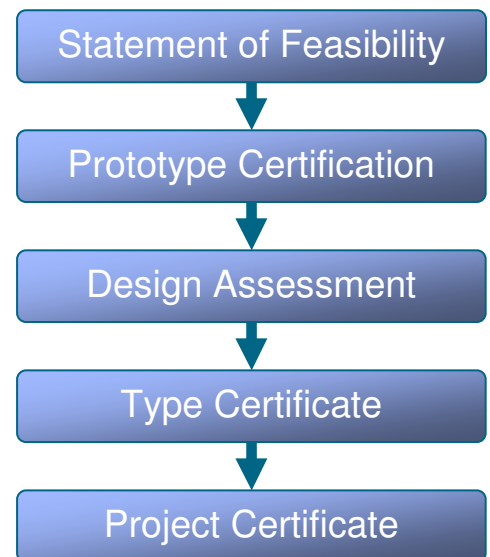 Statement of Feasibility
Prototype Certification
Design Assessment
Type Certificate
Project Certificate